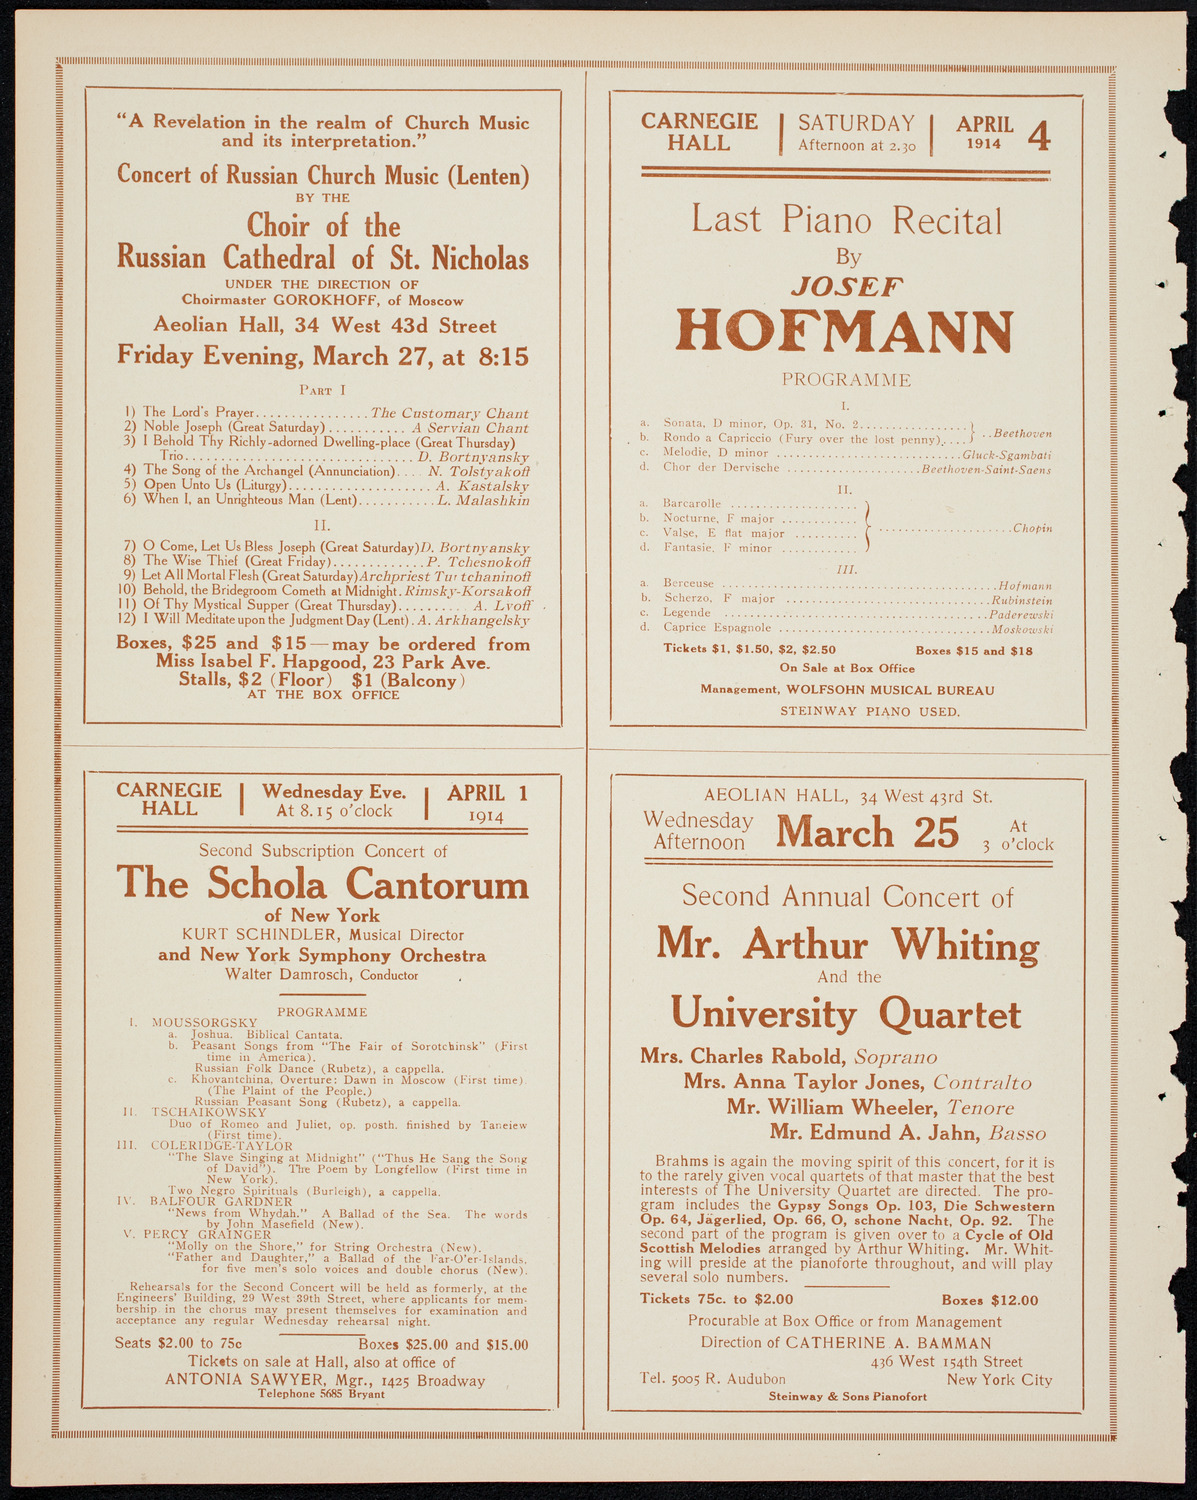 "A Revelation in the realm of Church Music
and its interpretation."
Concert of Russian Church Music (Lenten)
BY THE
Choir of the
Russian Cathedral of St. Nicholas
UNDER THE DIRECTION OF
Choirmaster GOROKHOFF, of Moscow
Aeolian Hall, 34 West 43d Street
Friday Evening, March 27, at 8:15
PART I
1) The Lord's Prayer............... The Customary Chant
2) Noble Joseph (Great Saturday) ........... A Servian Chant
3) I Behold Thy Richly-adorned Dwelling-place (Great Thursday)
Trio.............................. D. Bortnyansky
4) The Song of the Archangel (Annunciation).... N. Tolstyakoff
5) Open Unto Us (Liturgy)................... A. Kastalsky
6) When I, an Unrighteous Man (Lent).......... L. Malashkin
II.
7) O Come, Let Us Bless Joseph (Great Saturday) D. Bortnyansky
8) The Wise Thief (Great Friday)............. P. Tchesnokoff
9) Let All Mortal Flesh (Great Saturday) Archpriest Turtchaninoff
10) Behold, the Bridegroom Cometh at Midnight. Rimsky-Korsakoff
11) Of Thy Mystical Supper (Great Thursday).......... A. Lvoff
12) I Will Meditate upon the Judgment Day (Lent). A. Arkhangelsky
Boxes, $25 and $15—may be ordered from
Miss Isabel F. Hapgood, 23 Park Ave.
Stalls, $2 (Floor) $1 (Balcony)
AT THE BOX OFFICE
CARNEGIE HALL | SATURDAY Afternoon at 2.30 | APRIL 4 1914
Last Piano Recital
By
JOSEF
HOFMANN
PROGRAMME
I.
a. Sonata, D minor, Op. 31, No. 2..................
b. Rondo a Capriccio (Fury over the lost penny)..... ..Beethoven
c. Melodie, D minor ...........................Gluck-Sgambati
d. Chor der Dervische ....................Beethoven-Saint-Saens
II.
a. Barcarolle ...................
b. Nocturne, F major ...........
c. Valse, E flat major .......... ....................Chopin
d. Fantasie, F minor ...........
III.
a. Berceuse ........................................Hofmann
b. Scherzo, F major ..............................Rubinstein
c. Legende .......................................Paderewski
d. Caprice Espagnole ...............................Moskowski
Tickets $1, $1.50, $2, $2.50 Boxes $15 and $18
On Sale at Box Office
Management, WOLFSOHN MUSICAL BUREAU
STEINWAY PIANO USED.
CARNEGIE HALL | Wednesday Eve. At 8.15 o'clock | APRIL 1 1914
Second Subscription Concert of
The Schola Cantorum
of New York
KURT SCHINDLER, Musical Director
and New York Symphony Orchestra
Walter Damrosch, Conductor
PROGRAMME
I. MOUSSORGSKY
a. Joshua. Biblical Cantata.
b. Peasant Songs from "The Fair of Sorotchinsk" (First
time in America).
Russian Folk Dance (Rubetz), a cappella.
c. Khovantchina, Overture: Dawn in Moscow (First time).
(The Plaint of the People.)
Russian Peasant Song (Rubetz), a cappella.
II. TSCHAIKOWSKY
Duo of Romeo and Juliet, op. posth. finished by Taneiew
(First time).
III. COLERIDGE-TAYLOR
"The Slave Singing at Midnight" ("Thus He Sang the Song
of David"). The Poem by Longfellow (First time in
New York).
Two Negro Spirituals (Burleigh), a cappella.
IV. BALFOUR GARDNER
"News from Whydah." A Ballad of the Sea. The words
by John Masefield (New).
V. PERCY GRAINGER
"Molly on the Shore," for String Orchestra (New).
"Father and Daughter," a Ballad of the Far-O'er-Islands,
for five men's solo voices and double chorus (New).
Rehearsals for the Second Concert will be held as formerly, at the
Engineers' Building, 29 West 39th Street, where applicants for mem-
bership in the chorus may present themselves for examination and
acceptance any regular Wednesday rehearsal night.
Seats $2.00 to 75c Boxes $25.00 and $15.00
Tickets on sale at Hall, also at office of
ANTONIA SAWYER, Mgr., 1425 Broadway
Telephone 5685 Bryant
AEOLIAN HALL, 34 West 43rd St.
Wednesday Afternoon March 25 At 3 o'clock
Second Annual Concert of
Mr. Arthur Whiting
And the
University Quartet
Mrs. Charles Rabold, Soprano
Mrs. Anna Taylor Jones, Contralto
Mr. William Wheeler, Tenore
Mr. Edmund A. Jahn, Basso
Brahms is again the moving spirit of this concert, for it is
to the rarely given vocal quartets of that master that the best
interests of The University Quartet are directed. The pro-
gram includes the Gypsy Songs Op. 103, Die Schwestern
Op. 64, Jagerlied, Op. 66, O, schone Nacht, Op. 92. The
second part of the program is given over to a Cycle of Old
Scottish Melodies arranged by Arthur Whiting. Mr. Whit-
ing will preside at the pianoforte throughout, and will play
several solo numbers.
Tickets 75c. to $2.00 Boxes $12.00
Procurable at Box Office or from Management
Direction of CATHERINE A. BAMMAN
436 West 154th Street
Tel. 5005 R. Audubon New York City
Steinway & Sons Pianofort